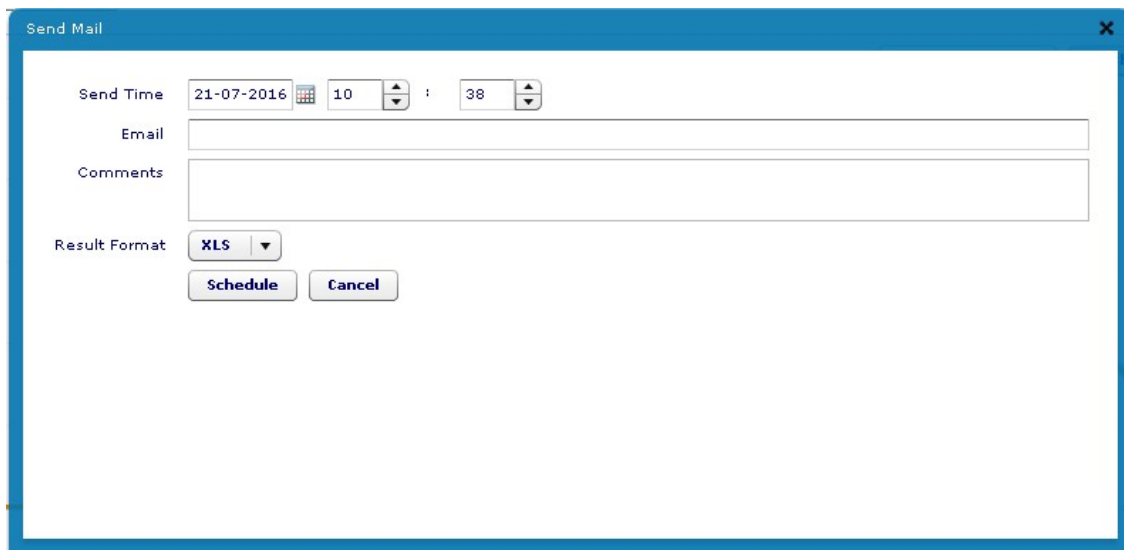 Send Mail
Send Time 21-07-2016 10 : 38
Email
Comments
Result Format XLS
Schedule Cancel